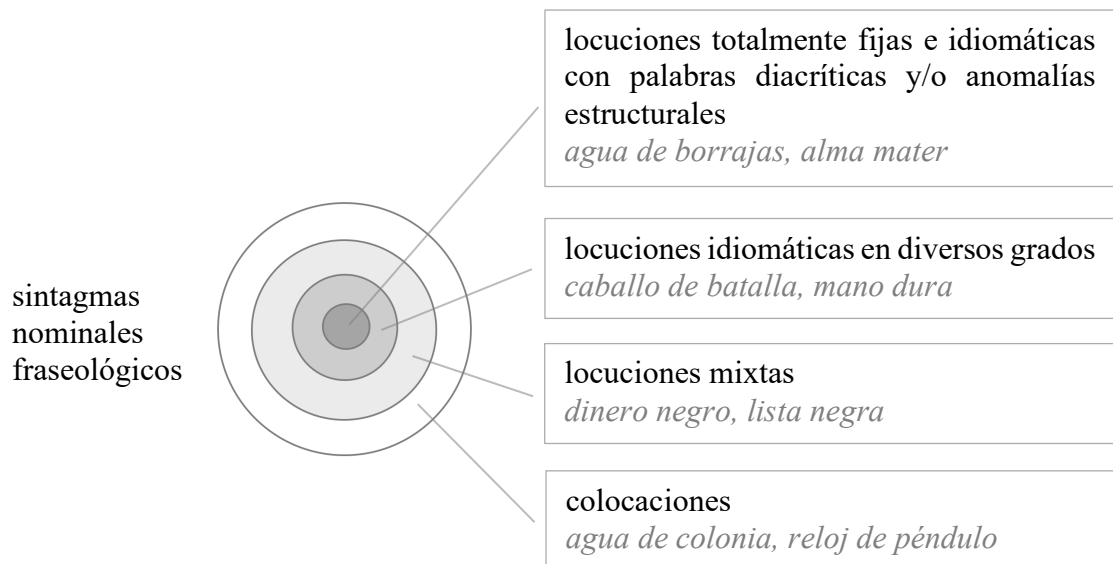 sintagmas
nominales
fraseológicos
locuciones totalmente fijas e idiomáticas
con palabras diacríticas y/o anomalías
estructurales
agua de borrajas, alma mater
locuciones idiomáticas en diversos grados
caballo de batalla, mano dura
locuciones mixtas
dinero negro, lista negra
colocaciones
agua de colonia, reloj de péndulo